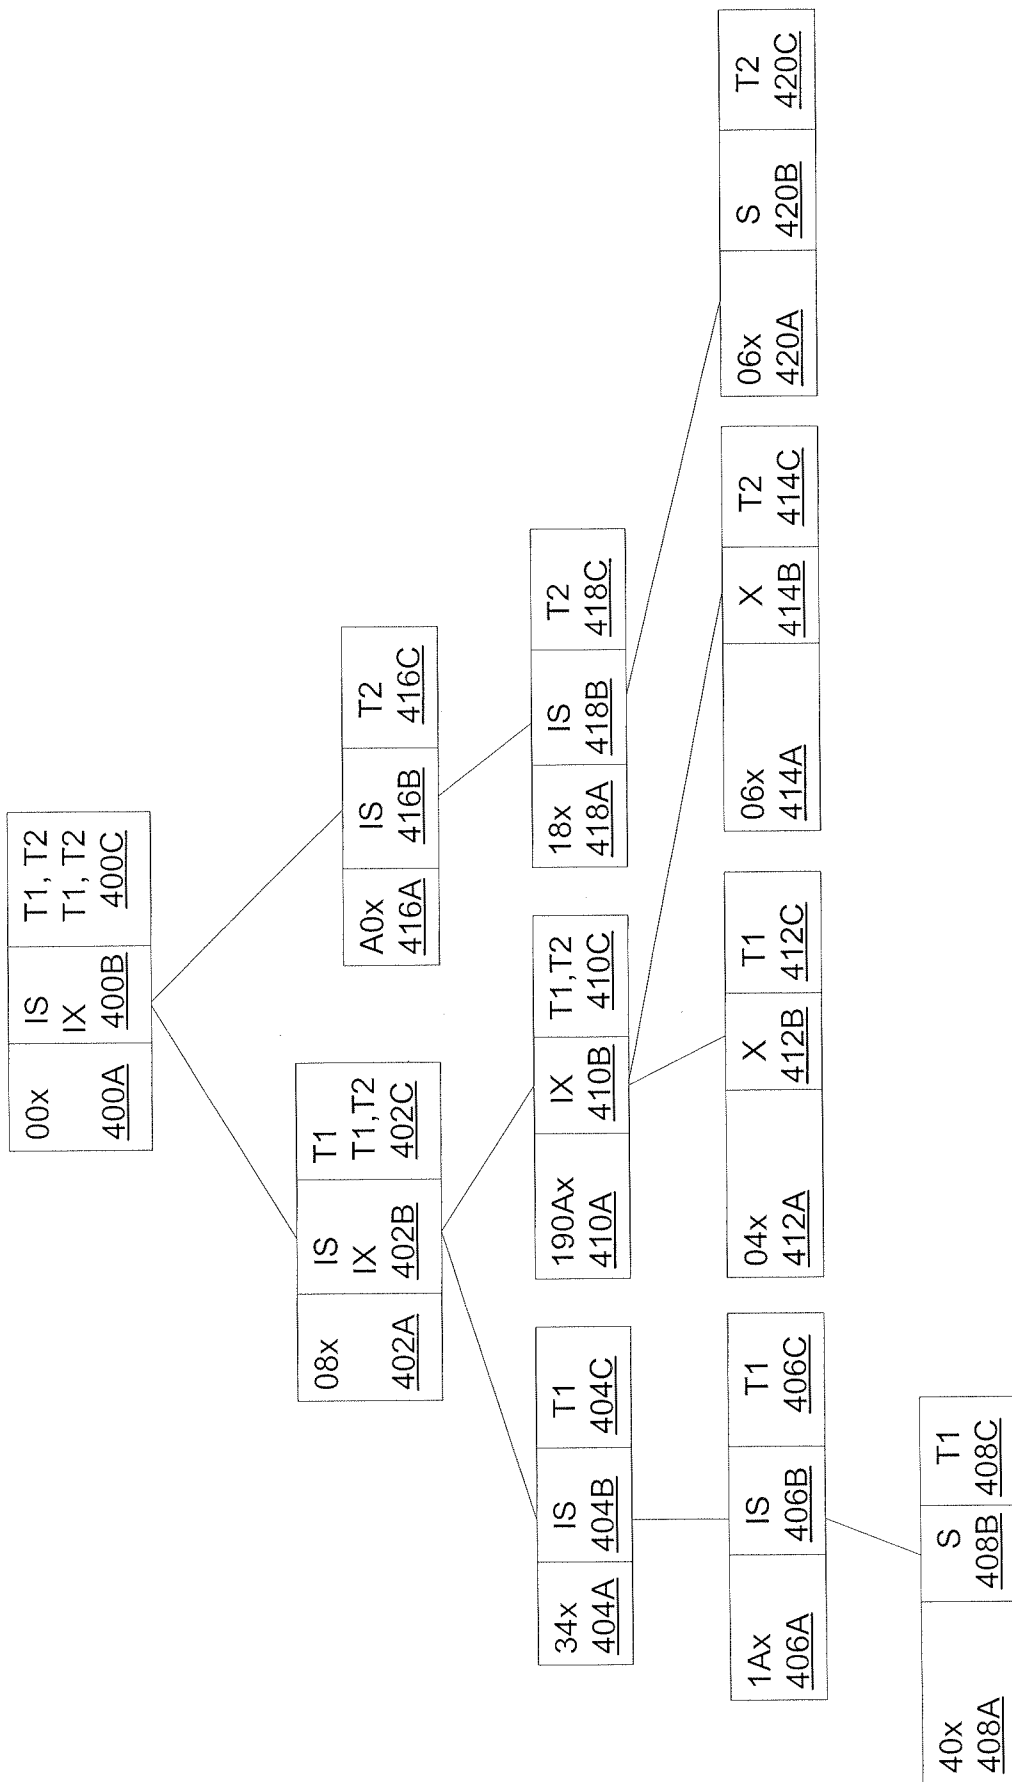 00x
400A
IS
IX
400B
T1, T2
T1, T2
400C
08x
402A
IS
IX
402B
T1
T1,T2
402C
A0x
416A
IS
416B
T2
416C
34x
404A
IS
404B
T1
404C
190Ax
410A
IX
410B
T1,T2
410C
18x
418A
IS
418B
T2
418C
1Ax
406A
IS
406B
T1
406C
04x
412A
X
412B
T1
412C
06x
414A
X
414B
T2
414C
06x
420A
S
420B
T2
420C
40x
408A
S
408B
T1
408C